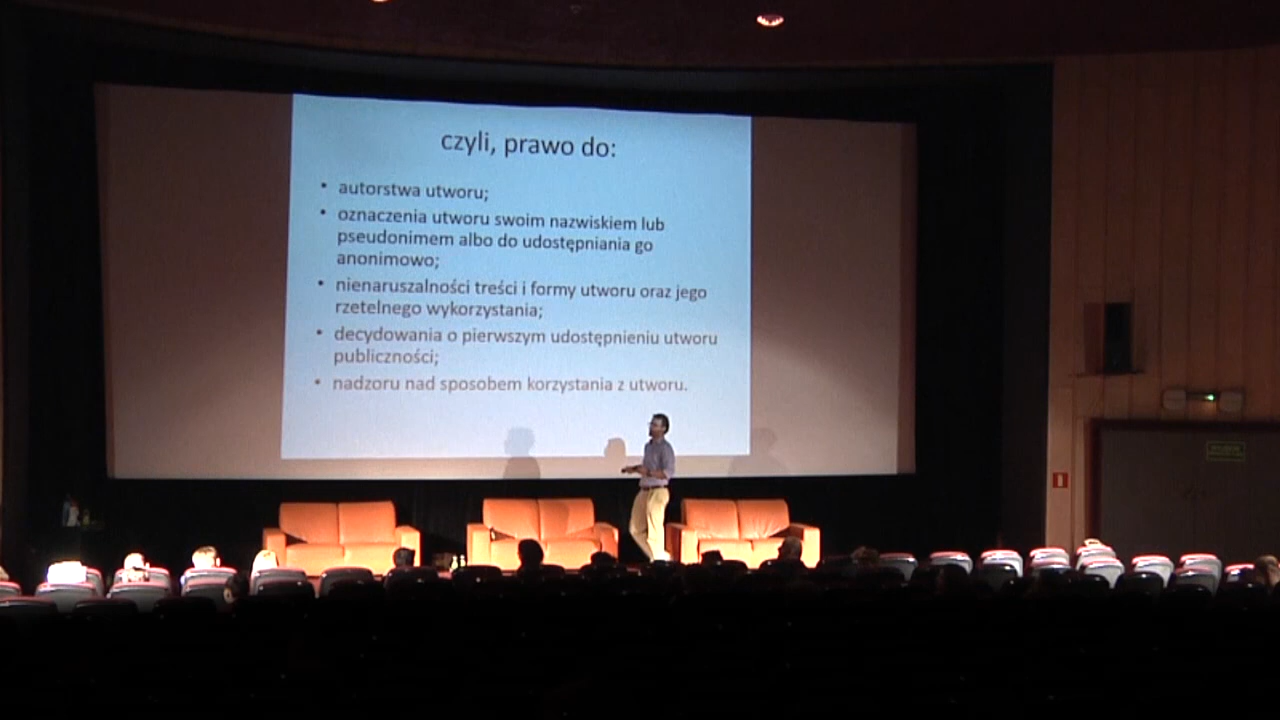 czyli, prawo do:
• autorstwa utworu;
• oznaczenia utworu swoim nazwiskiem lub
pseudonimem albo do udostępniania go
anonimowo;
• nienaruszalności treści i formy utworu oraz jego
rzetelnego wykorzystania;
• decydowania o pierwszym udostępnieniu utworu
publiczności;
• nadzoru nad sposobem korzystania z utworu.